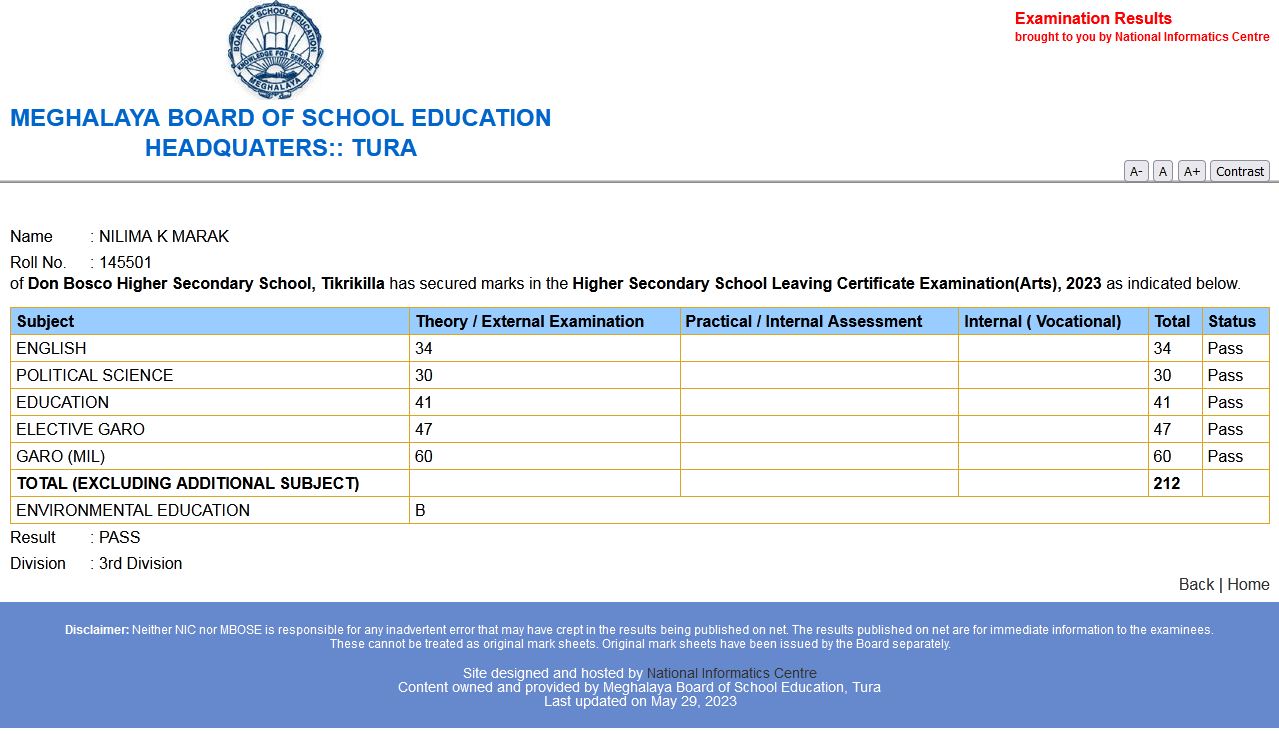 BOARD OF SCHOOL EDUCATION
KNOWLEDGE FOR SERVICE
MEGHALAYA
Examination Results
brought to you by National Informatics Centre
MEGHALAYA BOARD OF SCHOOL EDUCATION
HEADQUATERS:: TURA
A- A A+ Contrast
Name : NILIMA K MARAK
Roll No. : 145501
of Don Bosco Higher Secondary School, Tikrikilla has secured marks in the Higher Secondary School Leaving Certificate Examination(Arts), 2023 as indicated below.
Subject Theory / External Examination Practical / Internal Assessment Internal ( Vocational) Total Status
ENGLISH 34 34 Pass
POLITICAL SCIENCE 30 30 Pass
EDUCATION 41 41 Pass
ELECTIVE GARO 47 47 Pass
GARO (MIL) 60 60 Pass
TOTAL (EXCLUDING ADDITIONAL SUBJECT) 212
ENVIRONMENTAL EDUCATION B
Result : PASS
Division : 3rd Division
Back | Home
Disclaimer: Neither NIC nor MBOSE is responsible for any inadvertent error that may have crept in the results being published on net. The results published on net are for immediate information to the examinees.
These cannot be treated as original mark sheets. Original mark sheets have been issued by the Board separately.
Site designed and hosted by National Informatics Centre
Content owned and provided by Meghalaya Board of School Education, Tura
Last updated on May 29, 2023